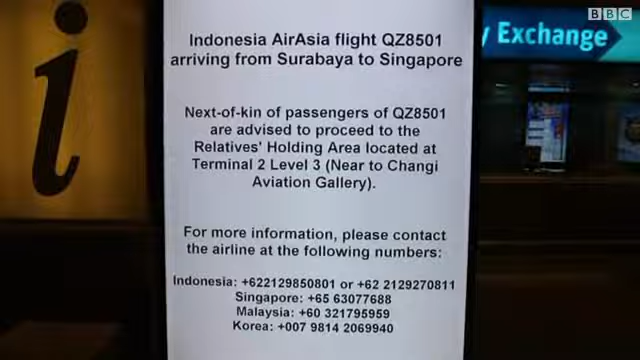 BBC
i
y Exchange
Indonesia AirAsia flight QZ8501
arriving from Surabaya to Singapore
Next-of-kin of passengers of QZ8501
are advised to proceed to the
Relatives' Holding Area located at
Terminal 2 Level 3 (Near to Changi
Aviation Gallery).
For more information, please contact
the airline at the following numbers:
Indonesia: +622129850801 or +62 2129270811
Singapore: +65 63077688
Malaysia: +60 321795959
Korea: +007 9814 2069940